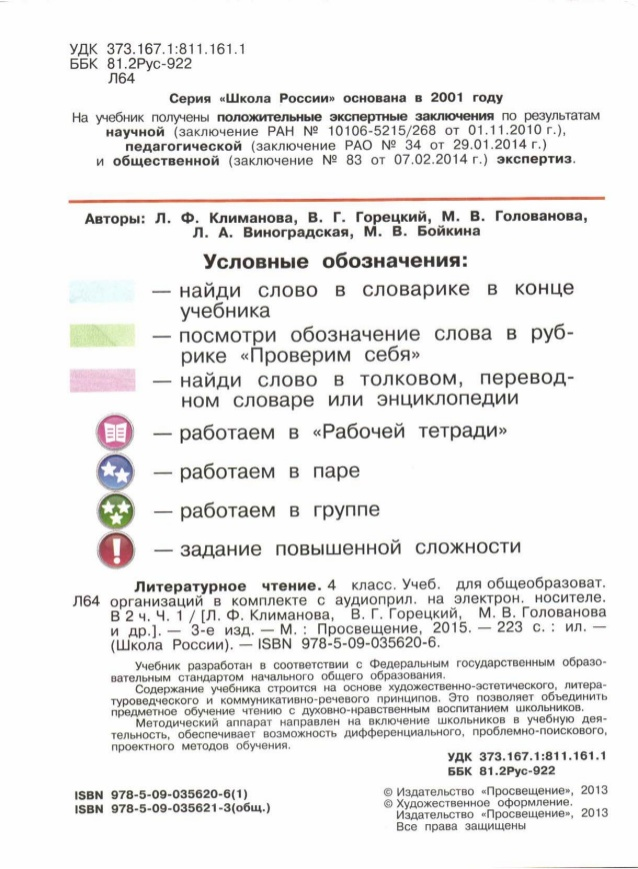 УДК 373.167.1:811.161.1
ББК 81.2Рус-922
Л64
Серия «Школа России» основана в 2001 году
На учебник получены положительные экспертные заключения по результатам
научной (заключение РАН № 10106-5215/268 от 01.11.2010 г.),
педагогической (заключение РАО № 34 от 29.01.2014 г.)
и общественной (заключение № 83 от 07.02.2014 г.) экспертиз.
Авторы: Л. Ф. Климанова, В. Г. Горецкий, М. В. Голованова,
Л. А. Виноградская, М. В. Бойкина
Условные обозначения:
— найди слово в словарике в конце
учебника
— посмотри обозначение слова в руб-
рике «Проверим себя»
— найди слово в толковом, перевод-
ном словаре или энциклопедии
— работаем в «Рабочей тетради»
— работаем в паре
— работаем в группе
— задание повышенной сложности
Литературное чтение. 4 класс. Учеб. для общеобразоват.
Л64 организаций в комплекте с аудиоприл. на электрон. носителе.
В 2 ч. Ч. 1 / [Л. Ф. Климанова, В. Г. Горецкий, М. В. Голованова
и др.]. — 3-е изд. — М. : Просвещение, 2015. — 223 с. : ил. —
(Школа России). — ISBN 978-5-09-035620-6.
Учебник разработан в соответствии с Федеральным государственным образо-
вательным стандартом начального общего образования.
Содержание учебника строится на основе художественно-эстетического, литера-
туроведческого и коммуникативно-речевого принципов. Это позволяет объединить
предметное обучение чтению с духовно-нравственным воспитанием школьников.
Методический аппарат направлен на включение школьников в учебную дея-
тельность, обеспечивает возможность дифференциального, проблемно-поискового,
проектного методов обучения.
УДК 373.167.1:811.161.1
ББК 81.2Рус-922
ISBN 978-5-09-035620-6(1)
ISBN 978-5-09-035621-3(общ.)
© Издательство «Просвещение», 2013
© Художественное оформление.
Издательство «Просвещение», 2013
Все права защищены